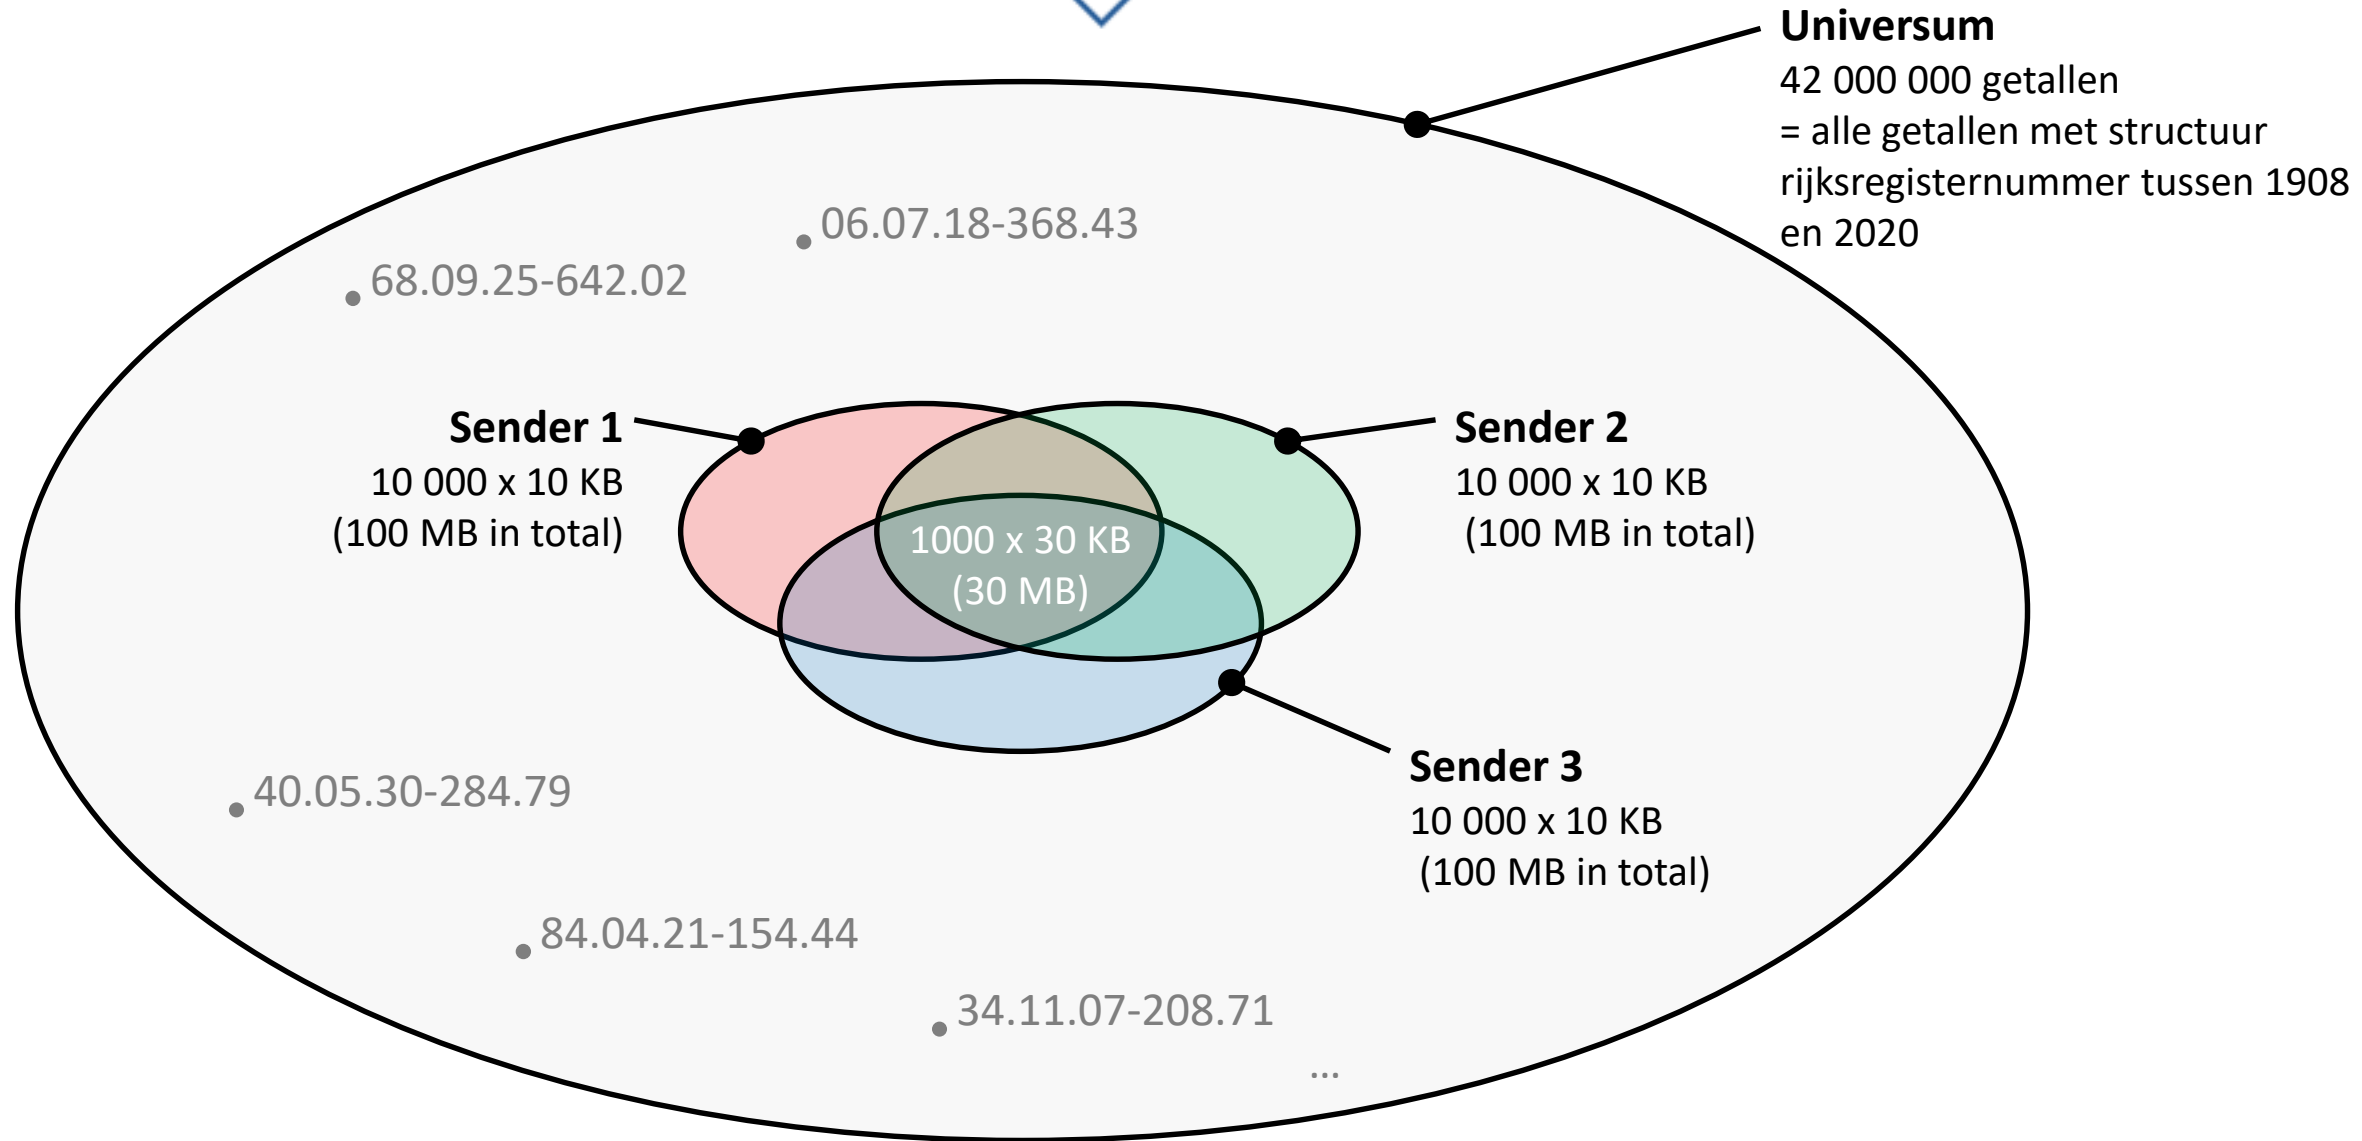 Universum
42 000 000 getallen
= alle getallen met structuur
rijksregisternummer tussen 1908
en 2020
06.07.18-368.43
68.09.25-642.02
Sender 1
10 000 x 10 KB
(100 MB in total)
Sender 2
10 000 x 10 KB
(100 MB in total)
1000 x 30 KB
(30 MB)
Sender 3
10 000 x 10 KB
(100 MB in total)
40.05.30-284.79
84.04.21-154.44
34.11.07-208.71
...